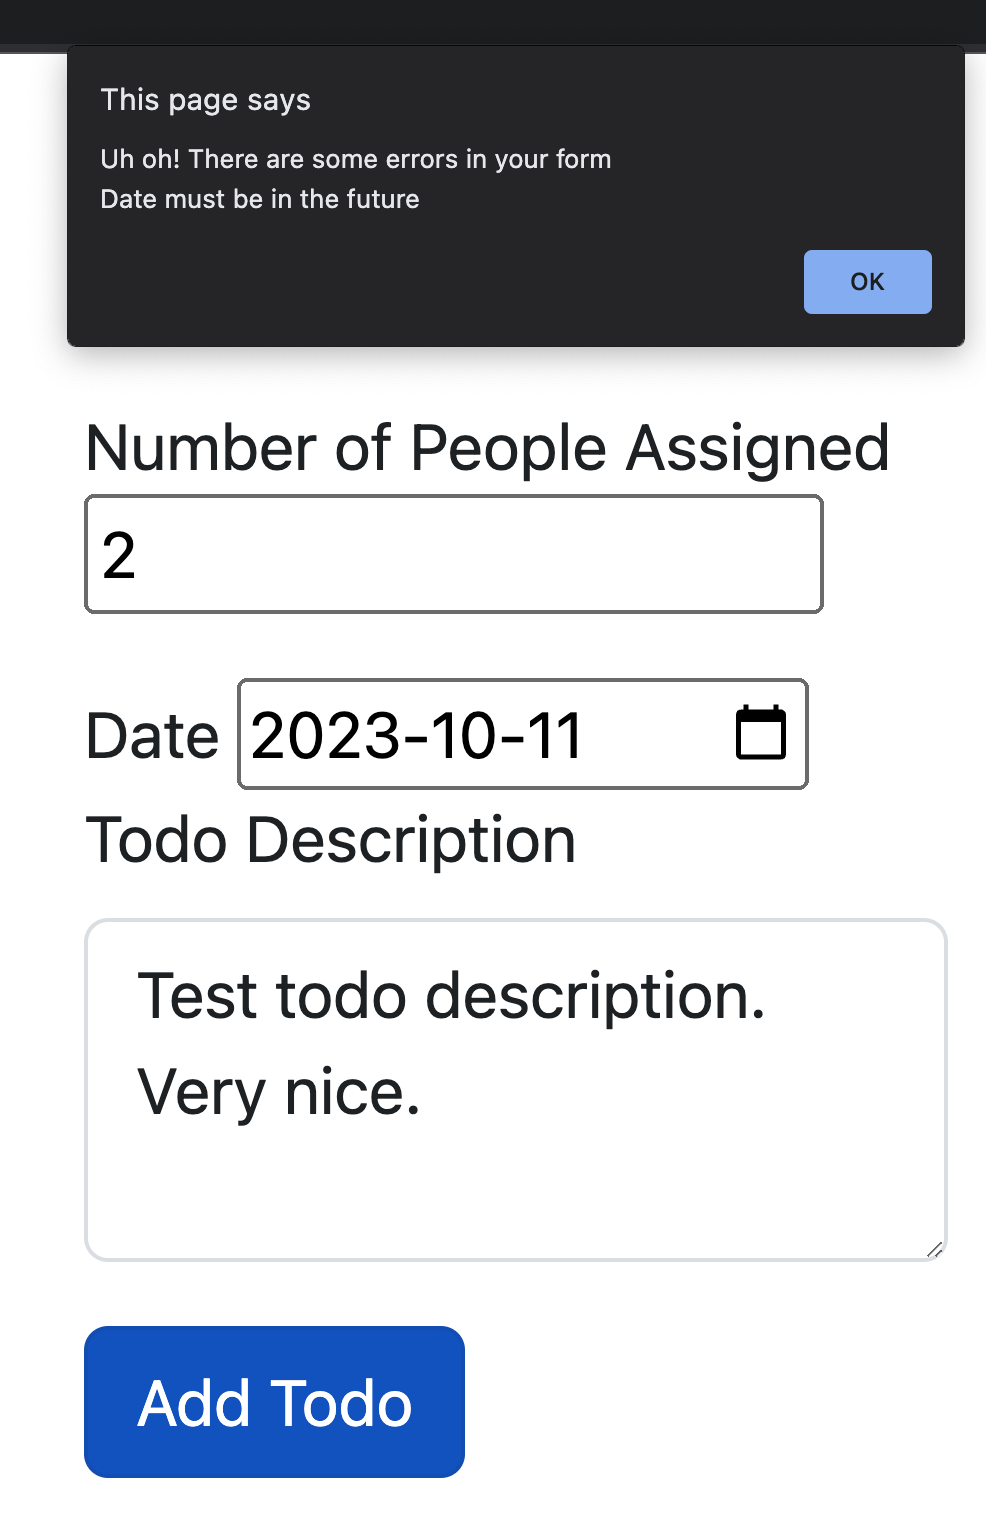 This page says
Uh oh! There are some errors in your form
Date must be in the future
OK
Number of People Assigned
2
Date 2023-10-11
Todo Description
Test todo description.
Very nice.
Add Todo